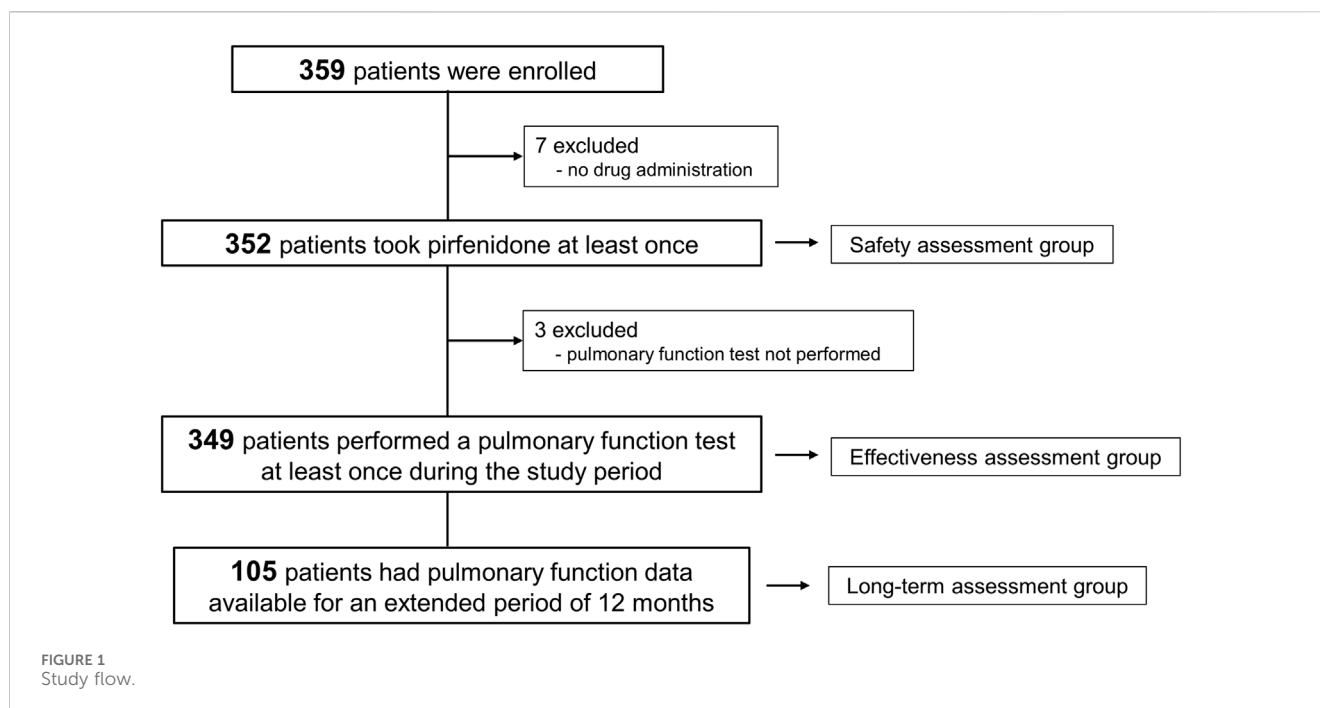 359 patients were enrolled
7 excluded
- no drug administration
352 patients took pirfenidone at least once
Safety assessment group
3 excluded
- pulmonary function test not performed
349 patients performed a pulmonary function test
at least once during the study period
Effectiveness assessment group
105 patients had pulmonary function data
available for an extended period of 12 months
Long-term assessment group
FIGURE 1
Study flow.